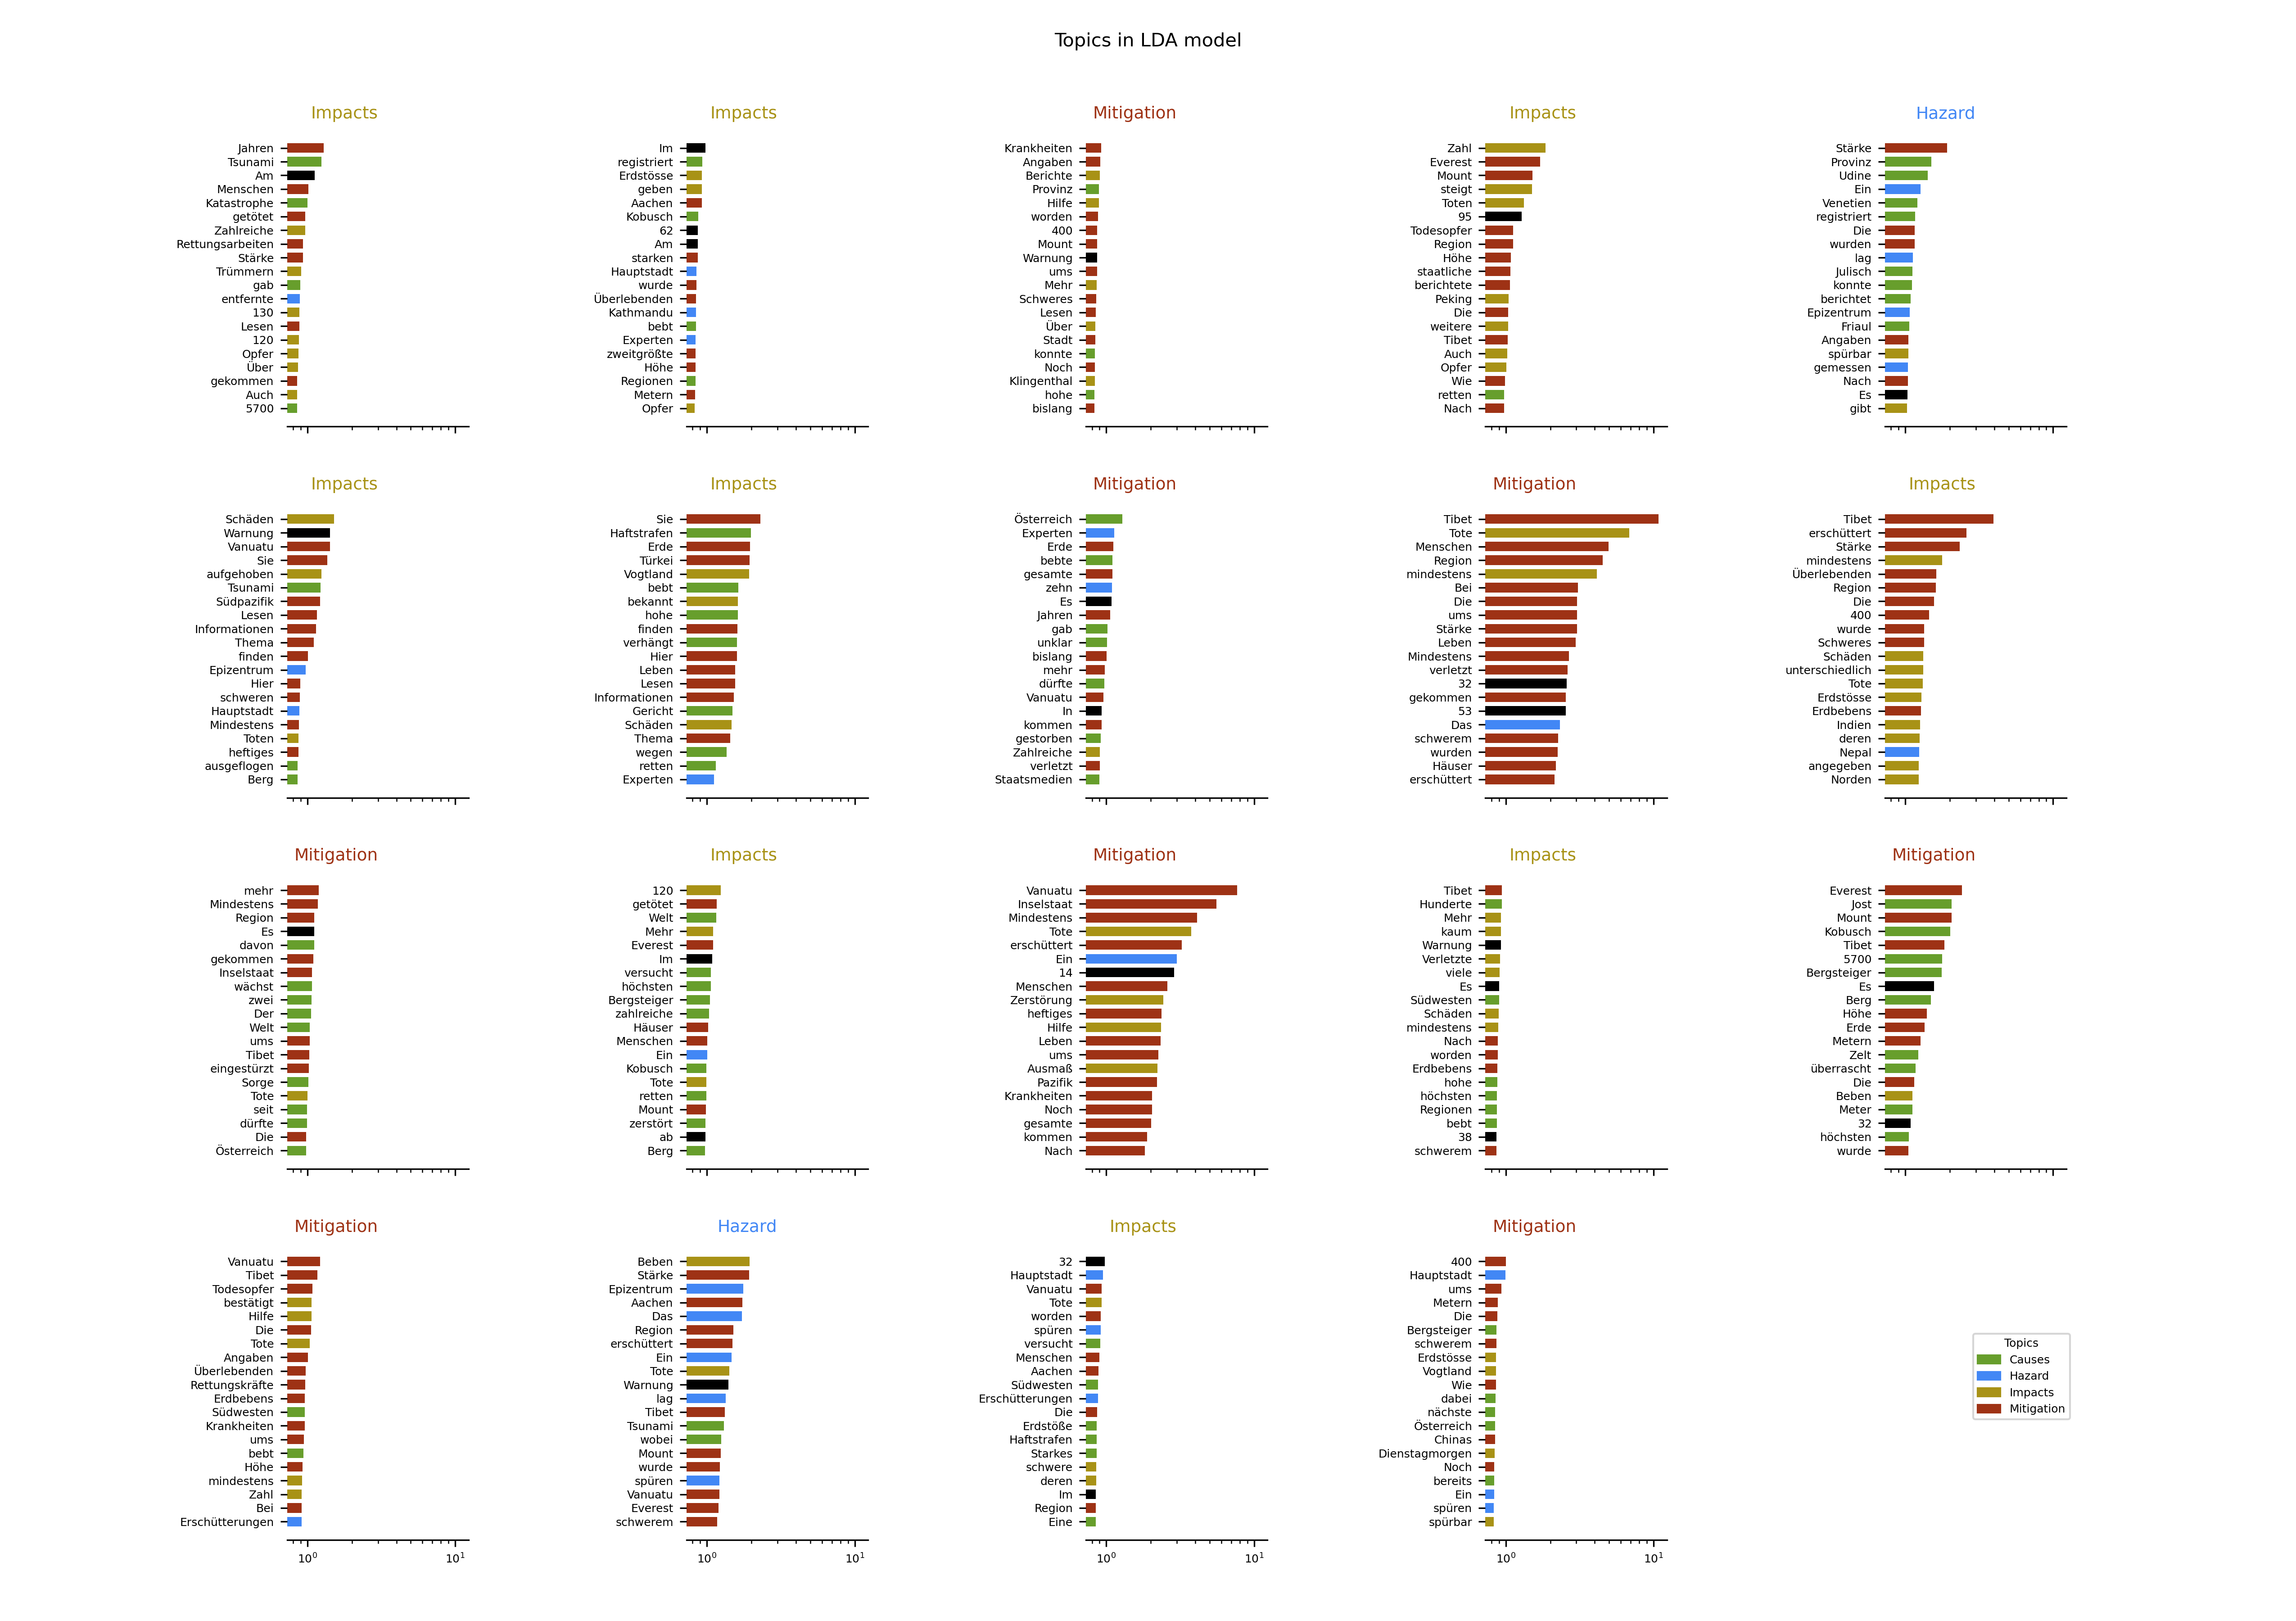 Topics in LDA model
Impacts
Jahren
Tsunami
Am
Menschen
Katastrophe
getötet
Zahlreiche
Rettungsarbeiten
Stärke
Trümmern
gab
entfernte
130
Lesen
120
Opfer
Über
gekommen
Auch
5700
Impacts
Im
registriert
Erdstösse
geben
Aachen
Kobusch
62
Am
starken
Hauptstadt
wurde
Überlebenden
Kathmandu
bebt
Experten
zweitgrößte
Höhe
Regionen
Metern
Opfer
Mitigation
Krankheiten
Angaben
Berichte
Provinz
Hilfe
worden
400
Mount
Warnung
ums
Mehr
Schweres
Lesen
Über
Stadt
konnte
Noch
Klingenthal
hohe
bislang
Impacts
Zahl
Everest
Mount
steigt
Toten
95
Todesopfer
Region
Höhe
staatliche
berichtete
Peking
Die
weitere
Tibet
Auch
Opfer
Wie
retten
Nach
Hazard
Stärke
Provinz
Udine
Ein
Venetien
registriert
Die
wurden
lag
Julisch
konnte
berichtet
Epizentrum
Friaul
Angaben
spürbar
gemessen
Nach
Es
gibt
Impacts
Schäden
Warnung
Vanuatu
Sie
aufgehoben
Tsunami
Südpazifik
Lesen
Informationen
Thema
finden
Epizentrum
Hier
schweren
Hauptstadt
Mindestens
Toten
heftiges
ausgeflogen
Berg
Impacts
Sie
Haftstrafen
Erde
Türkei
Vogtland
bebt
bekannt
hohe
finden
verhängt
Hier
Leben
Lesen
Informationen
Gericht
Schäden
Thema
wegen
retten
Experten
Mitigation
Österreich
Experten
Erde
bebte
gesamte
zehn
Es
Jahren
gab
unklar
bislang
mehr
dürfte
Vanuatu
In
kommen
gestorben
Zahlreiche
verletzt
Staatsmedien
Mitigation
Tibet
Tote
Menschen
Region
mindestens
Bei
Die
ums
Stärke
Leben
Mindestens
verletzt
32
gekommen
53
Das
schwerem
wurden
Häuser
erschüttert
Impacts
Tibet
erschüttert
Stärke
mindestens
Überlebenden
Region
Die
400
wurde
Schweres
Schäden
unterschiedlich
Tote
Erdstösse
Erdbebens
Indien
deren
Nepal
angegeben
Norden
Mitigation
mehr
Mindestens
Region
Es
davon
gekommen
Inselstaat
wächst
zwei
Der
Welt
ums
Tibet
eingestürzt
Sorge
Tote
seit
dürfte
Die
Österreich
Impacts
120
getötet
Welt
Mehr
Everest
Im
versucht
höchsten
Bergsteiger
zahlreiche
Häuser
Menschen
Ein
Kobusch
Tote
retten
Mount
zerstört
ab
Berg
Mitigation
Vanuatu
Inselstaat
Mindestens
Tote
erschüttert
Ein
14
Menschen
Zerstörung
heftiges
Hilfe
Leben
ums
Ausmaß
Pazifik
Krankheiten
Noch
gesamte
kommen
Nach
Impacts
Tibet
Hunderte
Mehr
kaum
Warnung
Verletzte
viele
Es
Südwesten
Schäden
mindestens
Nach
worden
Erdbebens
hohe
höchsten
Regionen
bebt
38
schwerem
Mitigation
Everest
Jost
Mount
Kobusch
Tibet
5700
Bergsteiger
Es
Berg
Höhe
Erde
Metern
Zelt
überrascht
Die
Beben
Meter
32
höchsten
wurde
Mitigation
Vanuatu
Tibet
Todesopfer
bestätigt
Hilfe
Die
Tote
Angaben
Überlebenden
Rettungskräfte
Erdbebens
Südwesten
Krankheiten
ums
bebt
Höhe
mindestens
Zahl
Bei
Erschütterungen
10⁰ 10¹
Hazard
Beben
Stärke
Epizentrum
Aachen
Das
Region
erschüttert
Ein
Tote
Warnung
lag
Tibet
Tsunami
wobei
Mount
wurde
spüren
Vanuatu
Everest
schwerem
10⁰ 10¹
Impacts
32
Hauptstadt
Vanuatu
Tote
worden
spüren
versucht
Menschen
Aachen
Südwesten
Erschütterungen
Die
Erdstöße
Haftstrafen
Starkes
schwere
deren
Im
Region
Eine
10⁰ 10¹
Mitigation
400
Hauptstadt
ums
Metern
Die
Bergsteiger
schwerem
Erdstösse
Vogtland
Wie
dabei
nächste
Österreich
Chinas
Dienstagmorgen
Noch
bereits
Ein
spüren
spürbar
10⁰ 10¹
Topics
Causes
Hazard
Impacts
Mitigation